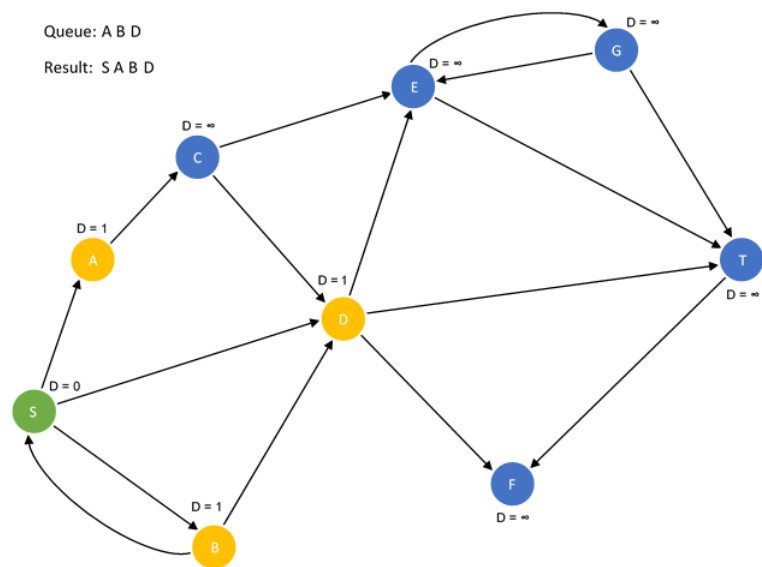 Queue: A B D
Result: S A B D
D = ∞
G
D = ∞
E
D = ∞
C
D = 1
A
T
D = ∞
D = 1
D
D = 0
S
F
D = ∞
D = 1
B